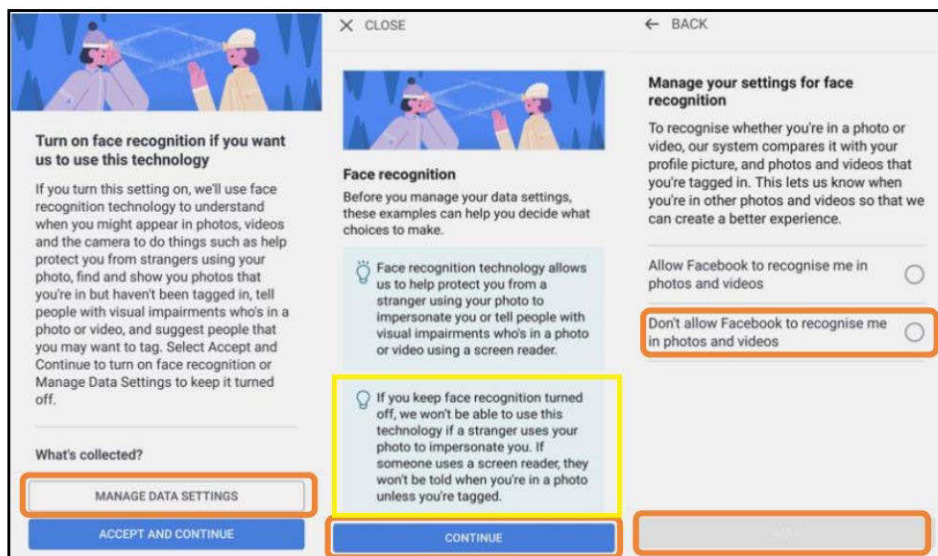 Turn on face recognition if you want
us to use this technology
If you turn this setting on, we'll use face
recognition technology to understand
when you might appear in photos, videos
and the camera to do things such as help
protect you from strangers using your
photo, find and show you photos that
you're in but haven't been tagged in, tell
people with visual impairments who's in a
photo or video, and suggest people that
you may want to tag. Select Accept and
Continue to turn on face recognition or
Manage Data Settings to keep it turned
off.
What's collected?
MANAGE DATA SETTINGS
ACCEPT AND CONTINUE
CLOSE
Face recognition
Before you manage your data settings,
these examples can help you decide what
choices to make.
Face recognition technology allows
us to help protect you from a
stranger using your photo to
impersonate you or tell people with
visual impairments who's in a photo
or video using a screen reader.
If you keep face recognition turned
off, we won't be able to use this
technology if a stranger uses your
photo to impersonate you. If
someone uses a screen reader, they
won't be told when you're in a photo
unless you're tagged.
CONTINUE
BACK
Manage your settings for face
recognition
To recognise whether you're in a photo or
video, our system compares it with your
profile picture, and photos and videos that
you're tagged in. This lets us know when
you're in other photos and videos so that we
can create a better experience.
Allow Facebook to recognise me in
photos and videos
Don't allow Facebook to recognise me
in photos and videos